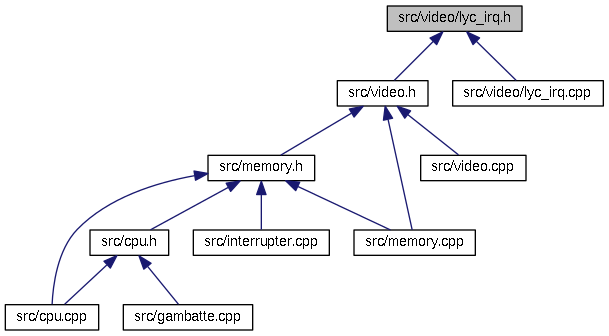 src/video/lyc_irq.h
src/video.h
src/video/lyc_irq.cpp
src/memory.h
src/video.cpp
src/cpu.h
src/interrupter.cpp
src/memory.cpp
src/cpu.cpp
src/gambatte.cpp